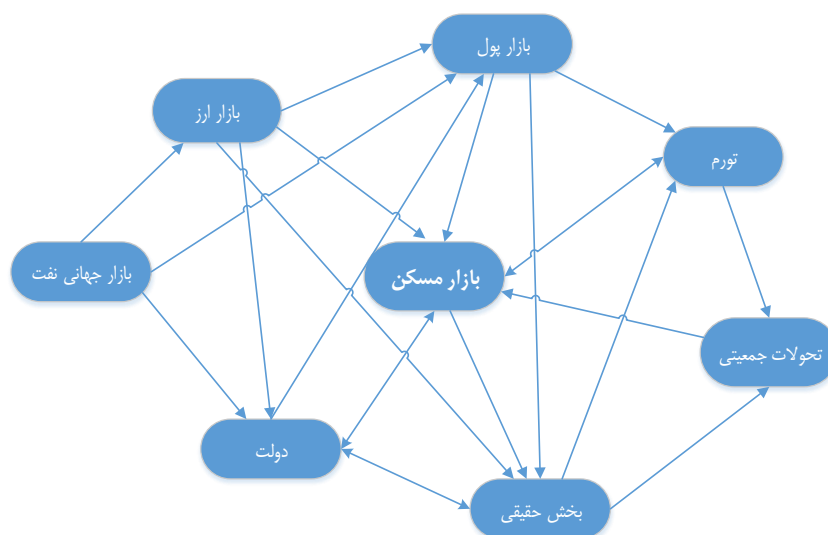 بازار پول
بازار ارز
تورم
بازار جهانی نفت
بازار مسکن
تحولات جمعیتی
دولت
بخش حقیقی